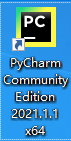 PC
PyCharm
Community
Edition
2021.1.1
x64